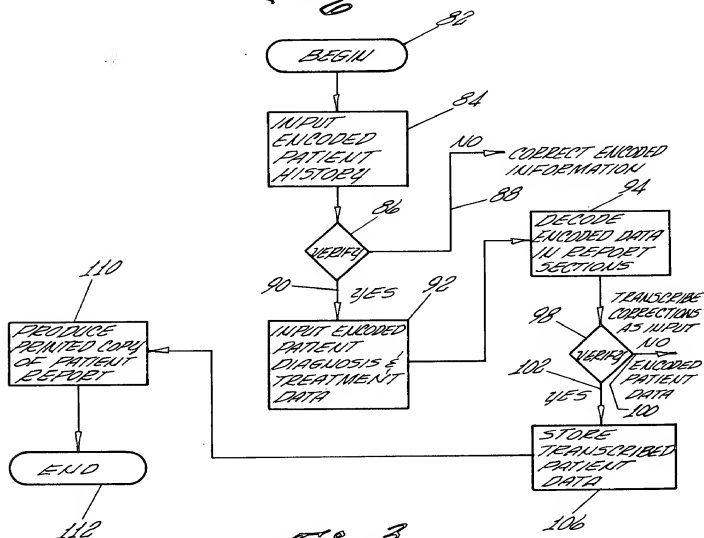 6
82
BEGIN
84
INPUT
ENCODED
PATIENT
HISTORY
NO
CORRECT ENCODED
INFORMATION
88
86
VERIFY
90
YES
92
INPUT ENCODED
PATIENT
DIAGNOSIS &
TREATMENT
DATA
94
DECODE
ENCODED DATA
IN REPORT
SECTIONS
TRANSCRIBE
CORRECTIONS
AS INPUT
NO
ENCODED
PATIENT
DATA
100
98
VERIFY
102
YES
STORE
TRANSCRIBED
PATIENT
DATA
106
110
PRODUCE
PRINTED COPY
OF PATIENT
REPORT
END
112